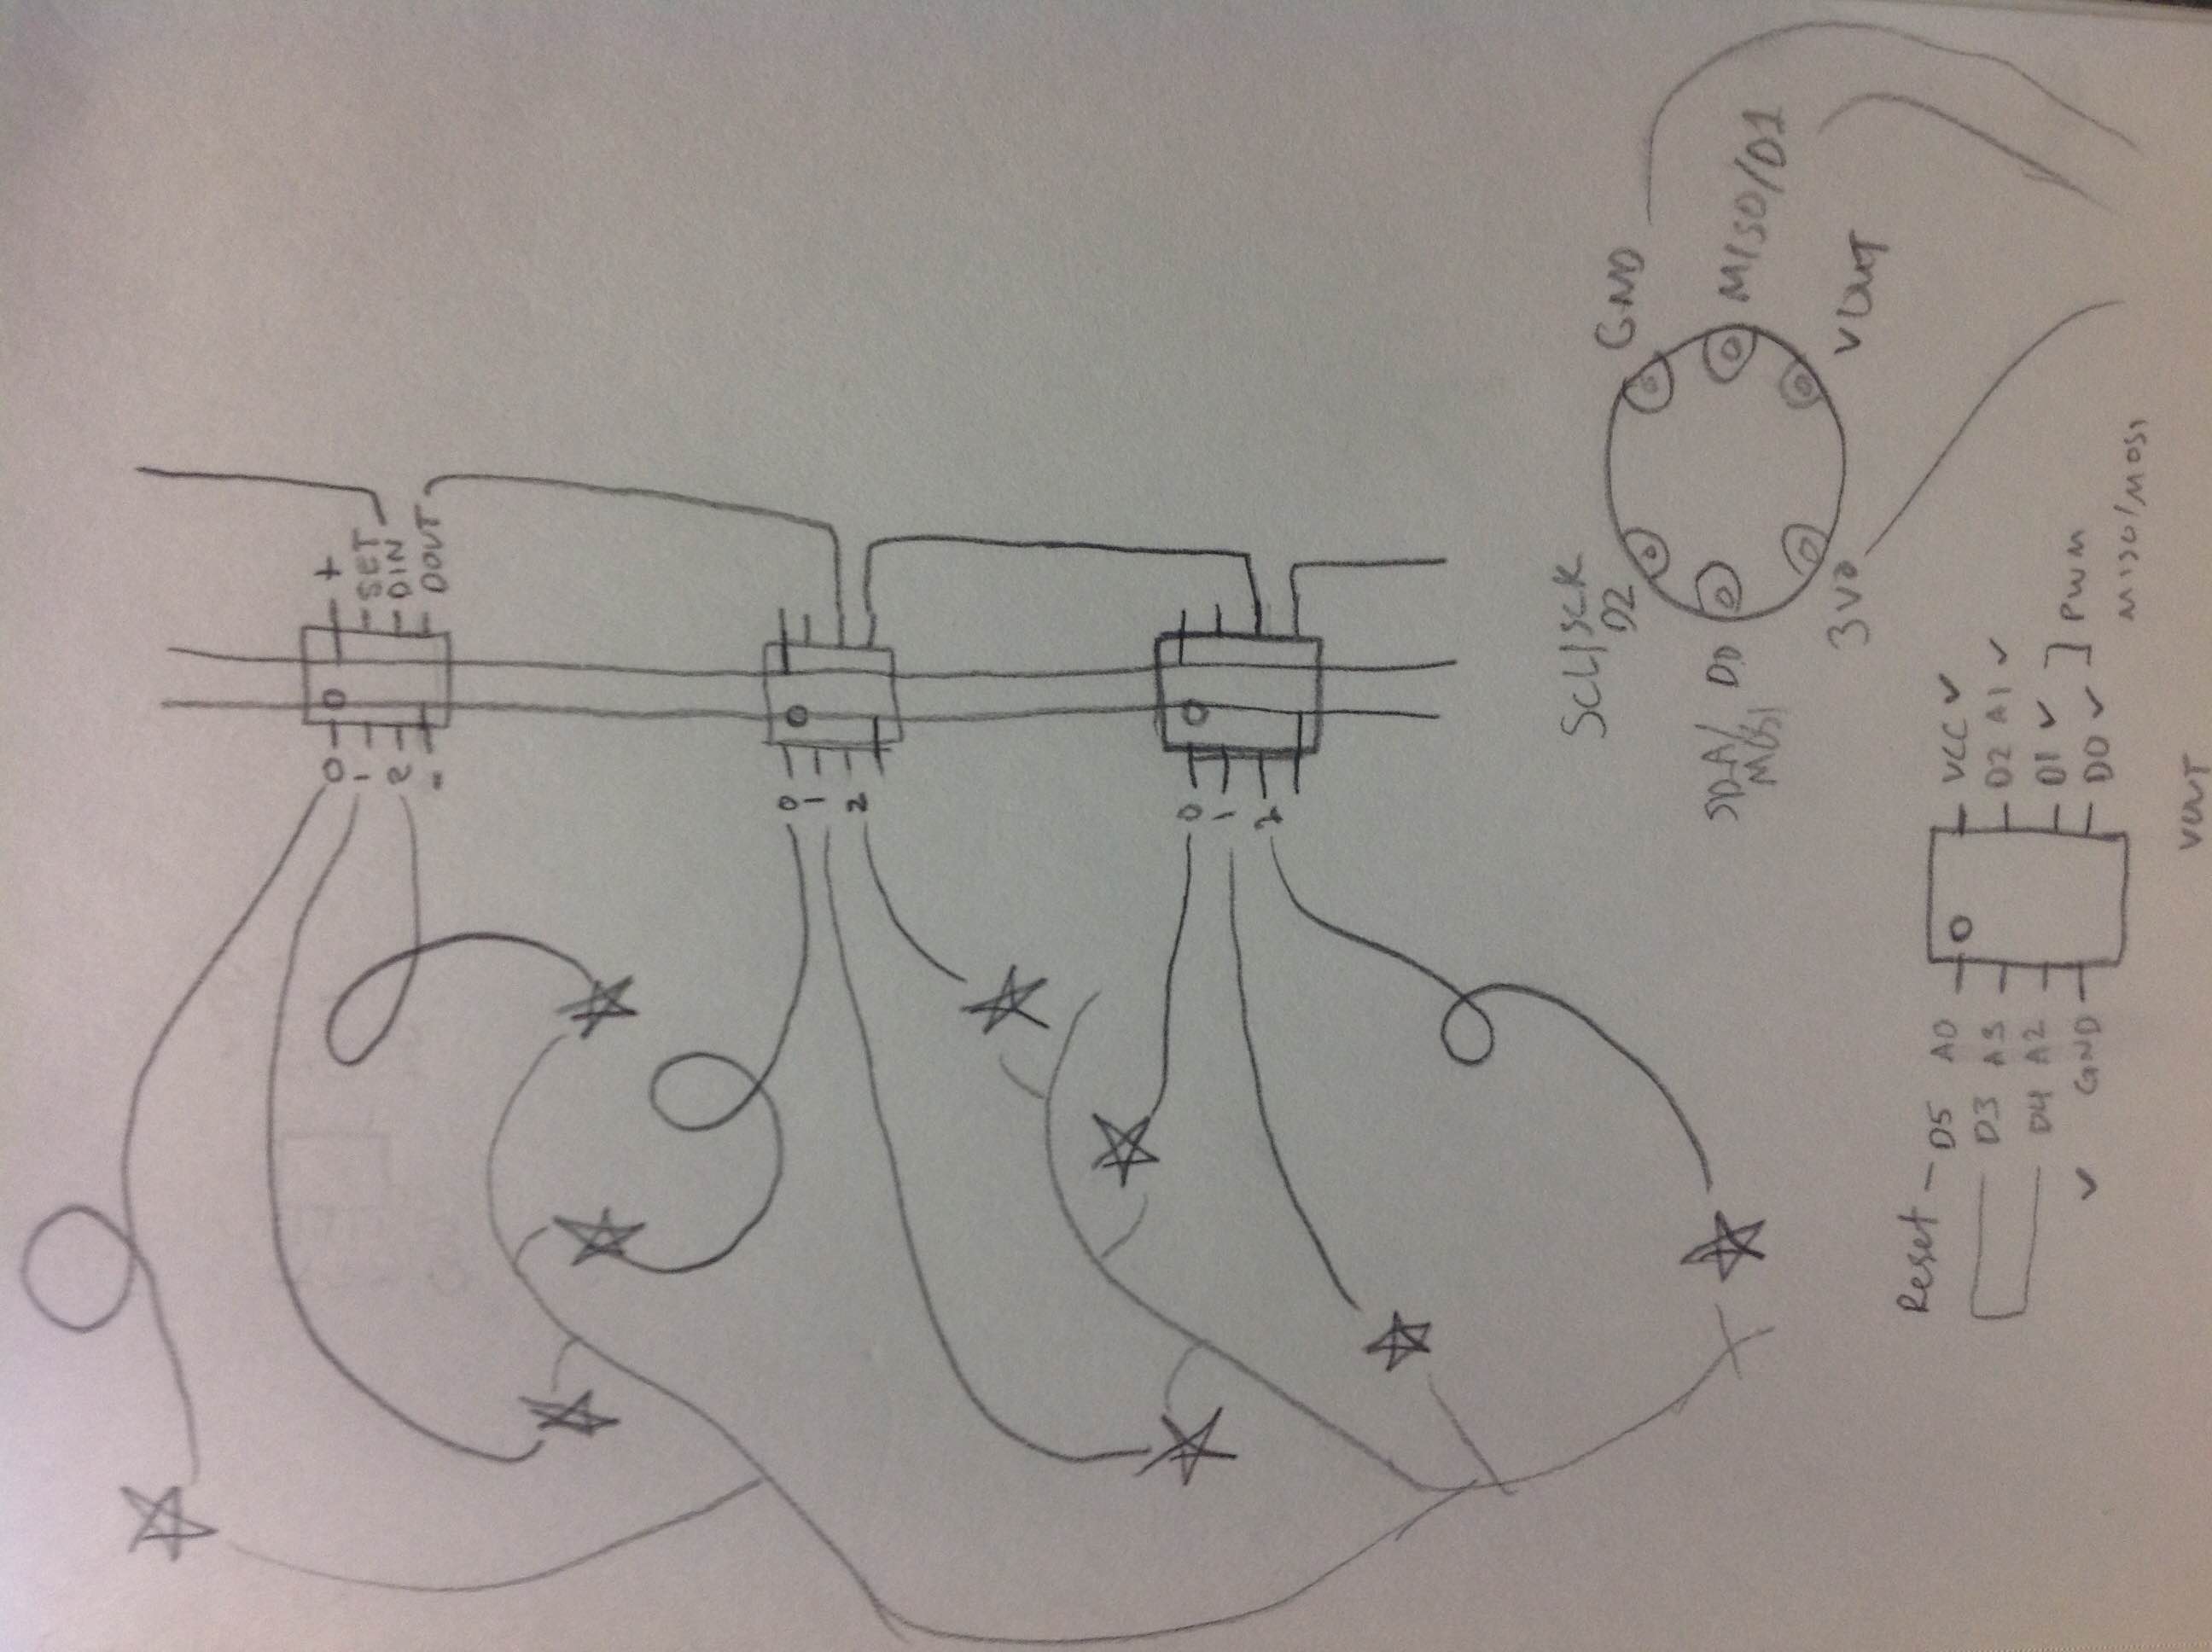 0 +
1 SET
2 DIN
- DOUT
0
1
2
0
1
2
SCL/SCK
D2
GND
SDA/ D0
MOSI
MISO/D1
3Vo
VOUT
Reset - D5 A0
D3 A3
D4 A2
✓ GND
VCC ✓
D2 A1 ✓
D1 ✓
D0 ✓
] PWM
MISO/MOSI
VOUT